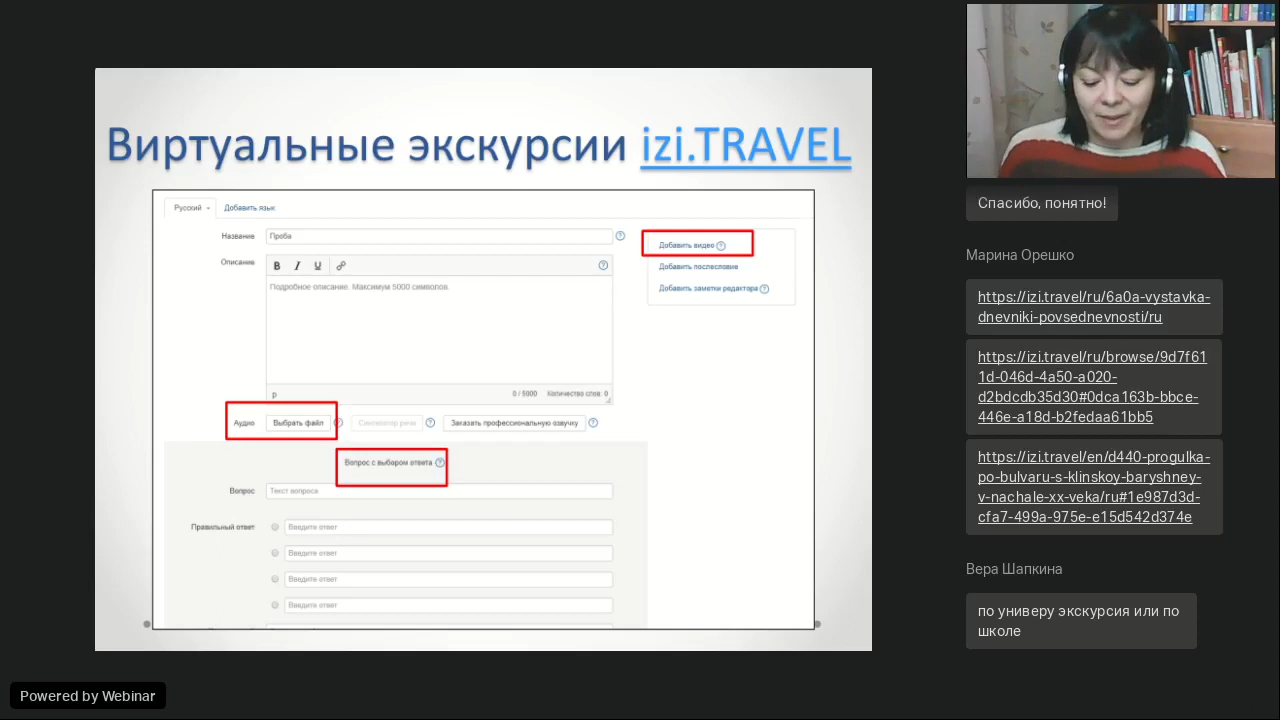 Виртуальные экскурсии izi.TRAVEL
Русский
Добавить язык
Название
Проба
Описание
B I U
Подробное описание. Максимум 5000 символов.
p
0 / 5000 Количество слов: 0
Добавить видео
Добавить послесловие
Добавить заметки редактора
Аудио
Выбрать файл
Синтезатор речи
Заказать профессиональную озвучку
Вопрос с выбором ответа
Вопрос
Текст вопроса
Правильный ответ
Введите ответ
Введите ответ
Введите ответ
Введите ответ
Спасибо, понятно!
Марина Орешко
https://izi.travel/ru/6a0a-vystavka-
dnevniki-povsednevnosti/ru
https://izi.travel/ru/browse/9d7f61
1d-046d-4a50-a020-
d2bdcdb35d30#0dca163b-bbce-
446e-a18d-b2fedaa61bb5
https://izi.travel/en/d440-progulka-
po-bulvaru-s-klinskoy-baryshney-
v-nachale-xx-veka/ru#1e987d3d-
cfa7-499a-975e-e15d542d374e
Вера Шапкина
по универу экскурсия или по
школе
Powered by Webinar